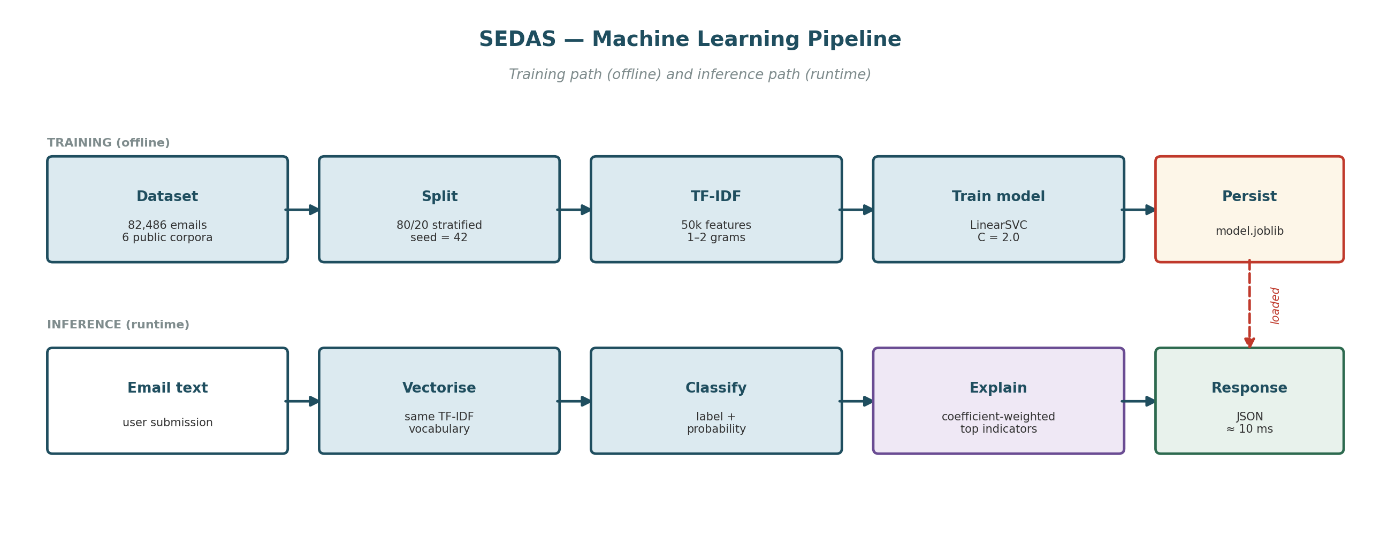 SEDAS — Machine Learning Pipeline
Training path (offline) and inference path (runtime)
TRAINING (offline)
Dataset
82,486 emails
6 public corpora
Split
80/20 stratified
seed = 42
TF-IDF
50k features
1–2 grams
Train model
LinearSVC
C = 2.0
Persist
model.joblib
loaded
INFERENCE (runtime)
Email text
user submission
Vectorise
same TF-IDF
vocabulary
Classify
label +
probability
Explain
coefficient-weighted
top indicators
Response
JSON
≈ 10 ms